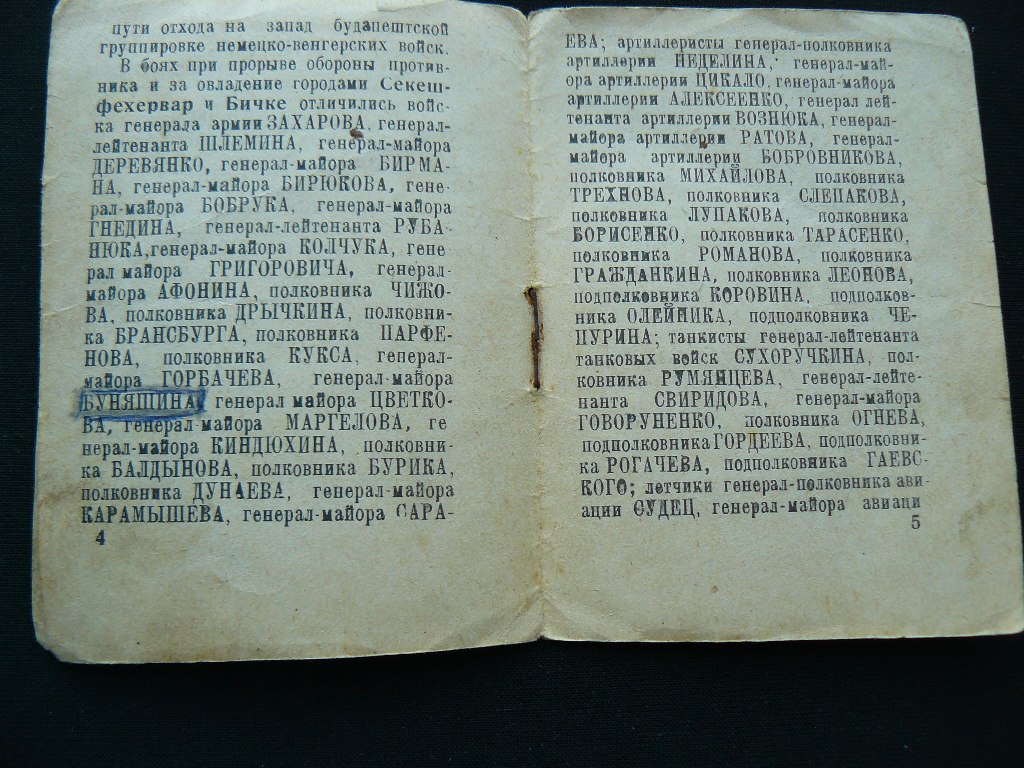 пути отхода на запад будапештской
группировке немецко-венгерских войск.
В боях при прорыве обороны против-
ника и за овладение городами Секеш-
фехервар и Бичке отличились войс-
ка генерала армии ЗАХАРОВА, генерал-
лейтенанта ШЛЕМИНА, генерал-майора
ДЕРЕВЯНКО, генерал-майора БИРМА-
НА, генерал-майора БИРЮКОВА, гене-
рал-майора БОБРУКА, генерал-майора
ГНЕДИНА, генерал-лейтенанта РУБА-
НЮКА, генерал-майора КОЛЧУКА, гене
рал майора ГРИГОРОВИЧА, генерал-
майора АФОНИНА, полковника ЧИЖО-
ВА, полковника ДРЫЧКИНА, полковни-
ка БРАНСБУРГА, полковника ПАРФЕ-
НОВА, полковника КУКСА, генерал-
майора ГОРБАЧЕВА, генерал-майора
БУНЯШИНА, генерал майора ЦВЕТКО-
ВА, генерал-майора МАРГЕЛОВА, ге
нерал-майора КИНДЮХИНА, полковни-
ка БАЛДЫНОВА, полковника БУРИКА,
полковника ДУНАЕВА, генерал-майора
КАРАМЫШЕВА, генерал-майора САРА-
4
ЕВА; артиллеристы генерал-полковника
артиллерии НЕДЕЛИНА, генерал-май-
ора артиллерии ЦИКАЛО, генерал-майора
артиллерии АЛЕКСЕЕНКО, генерал лей-
тенанта артиллерии ВОЗНЮКА, генерал-
майора артиллерии РАТОВА, генерал-
майора артиллерии БОБРОВНИКОВА,
полковника МИХАЙЛОВА, полковника
ТРЕХНОВА, полковника СЛЕПАКОВА,
полковника ЛУПАКОВА, полковника
БОРИСЕНКО, полковника ТАРАСЕНКО,
полковника РОМАНОВА, полковника
ГРАЖДАНКИНА, полковника ЛЕОНОВА,
подполковника КОРОВИНА, подполков-
ника ОЛЕЙНИКА, подполковника ЧЕ-
ПУРИНА; танкисты генерал-лейтенанта
танковых войск СУХОРУЧКИНА, пол-
ковника РУМЯНЦЕВА, генерал-лейте-
нанта СВИРИДОВА, генерал-майора
ГОВОРУНЕНКО, полковника ОГНЕВА,
подполковника ГОРДЕЕВА, подполковни-
ка РОГАЧЕВА, подполковника ГАЕВС-
КОГО; летчики генерал-полковника ави-
ации СУДЕЦ, генерал-майора авиаци
5